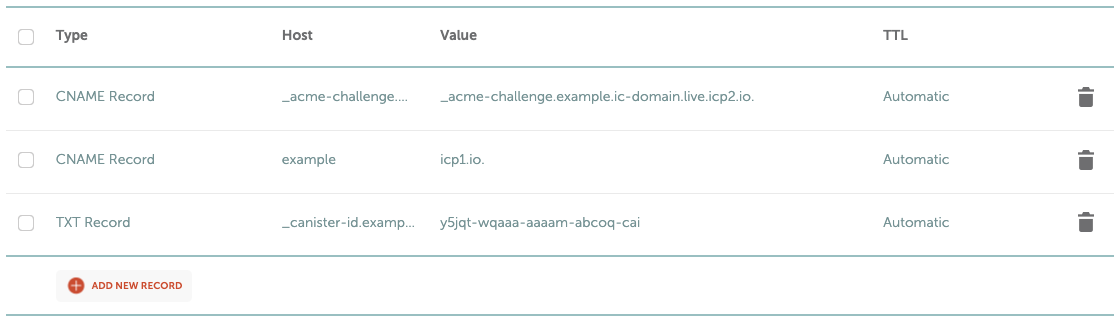 Type Host Value TTL
CNAME Record _acme-challenge.... _acme-challenge.example.ic-domain.live.icp2.io. Automatic
CNAME Record example icp1.io. Automatic
TXT Record _canister-id.examp... y5jqt-wqaaa-aaaam-abcoq-cai Automatic
ADD NEW RECORD